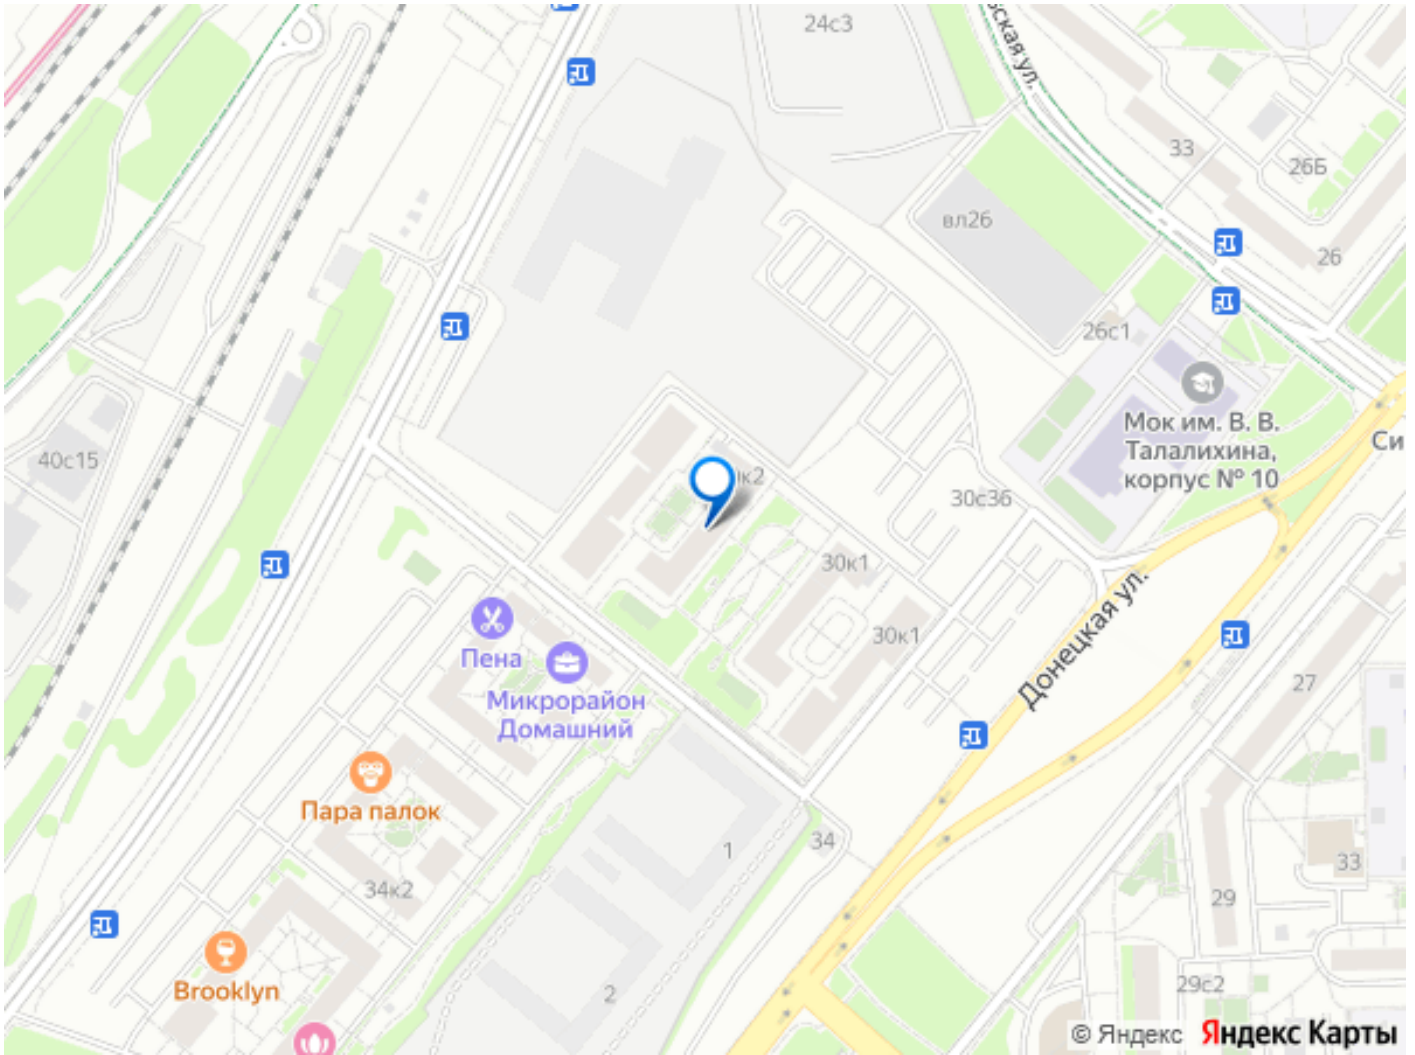 24с3
ская ул.
33
26Б
вл26
26
26с1
Мок им. В. В.
Талалихина,
корпус № 10
Си
40с15
к2
30с36
30к1
30к1
Донецкая ул.
Пена
Микрорайон
Домашний
27
Пара палок
1
34
33
34к2
29
Brooklyn
2
29с2
© Яндекс Яндекс Карты